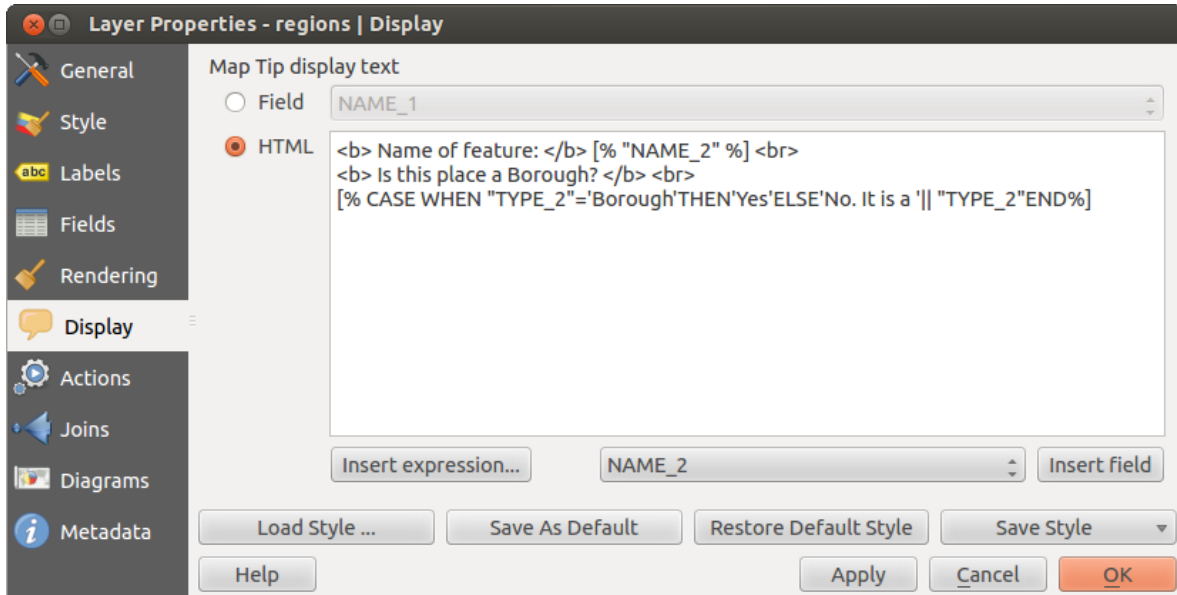 Layer Properties - regions | Display
General
Style
abc Labels
Fields
Rendering
Display
Actions
Joins
Diagrams
Metadata
Map Tip display text
Field NAME_1
HTML
<b> Name of feature: </b> [% "NAME_2" %] <br>
<b> Is this place a Borough? </b> <br>
[% CASE WHEN "TYPE_2"='Borough'THEN'Yes'ELSE'No. It is a '|| "TYPE_2"END%]
Insert expression... NAME_2 Insert field
Load Style ... Save As Default Restore Default Style Save Style
Help Apply Cancel OK